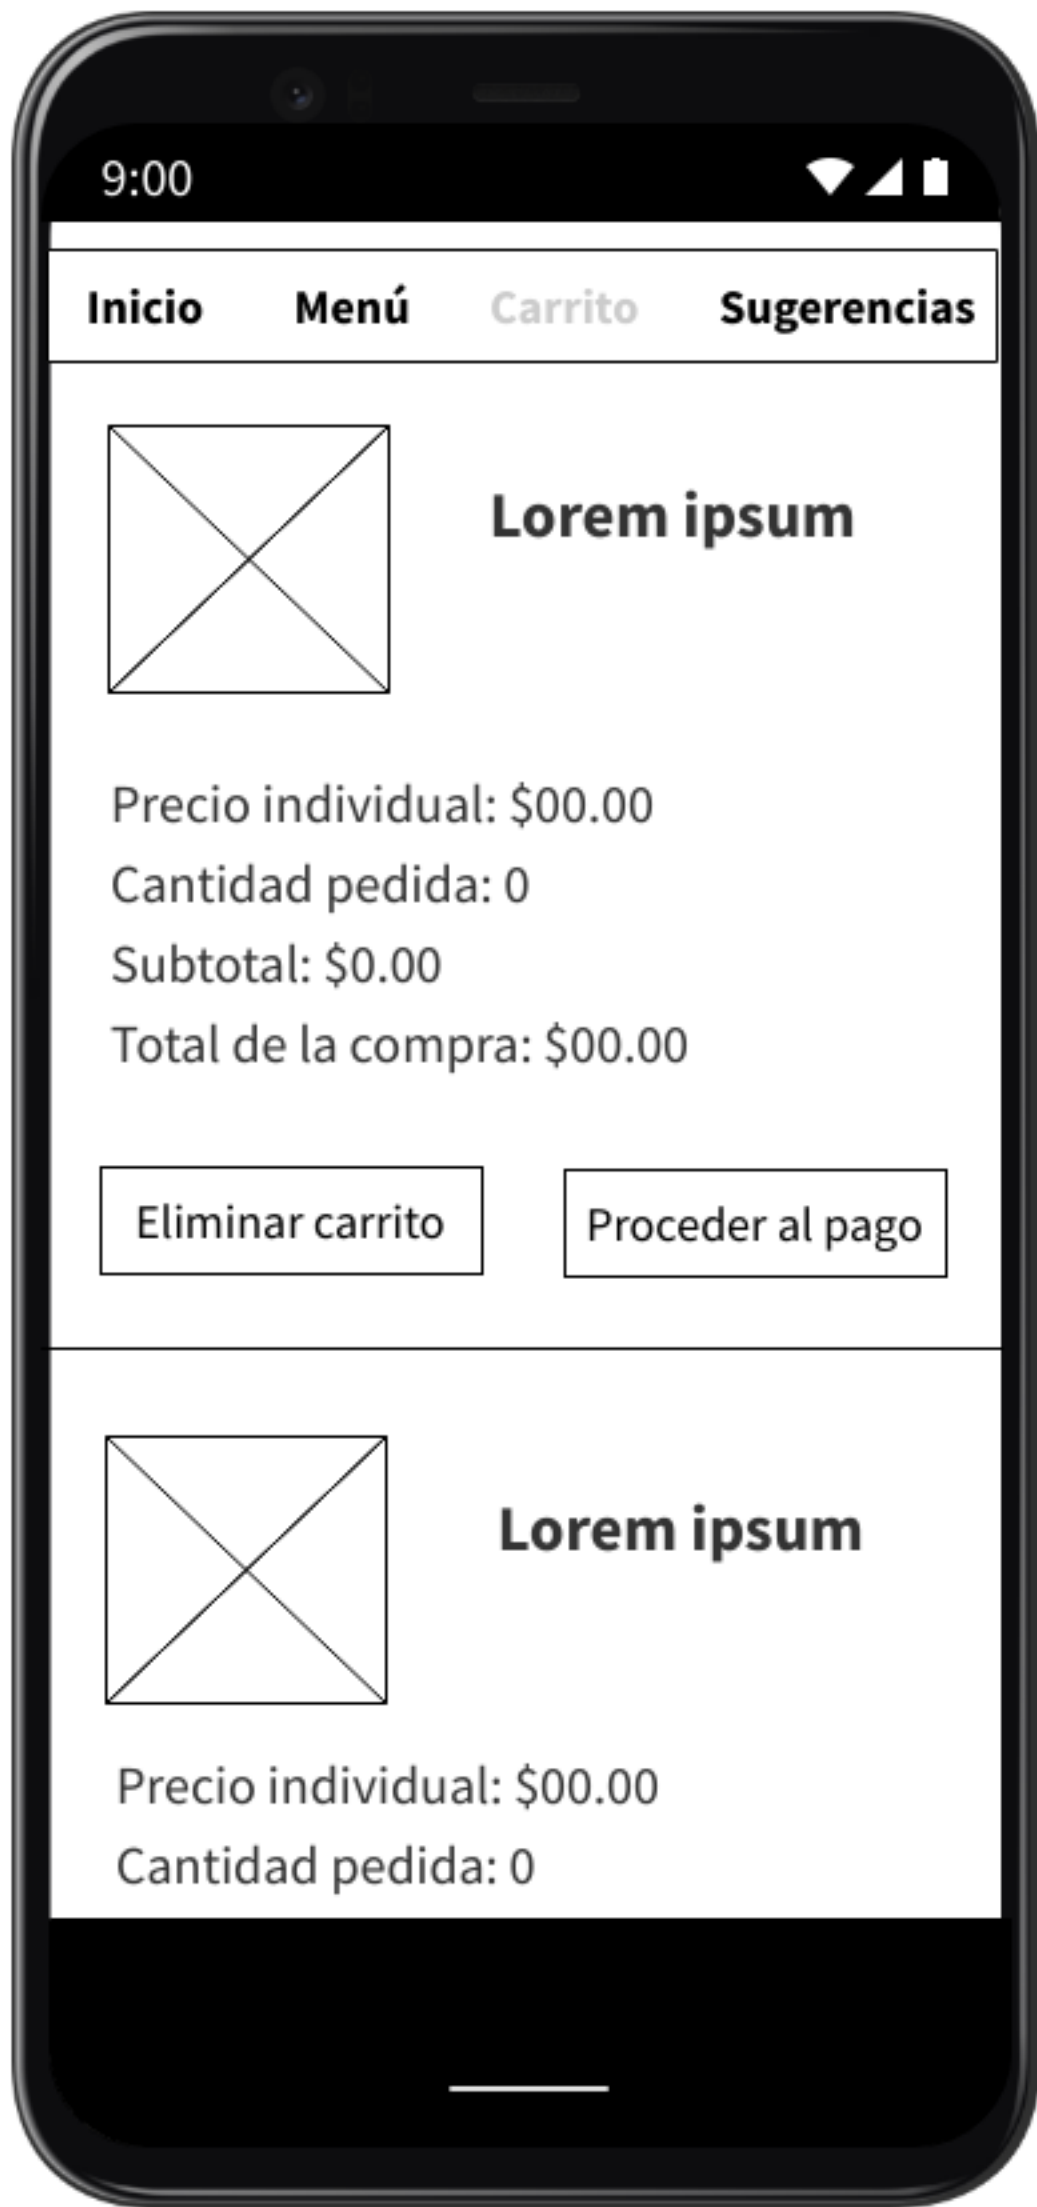 9:00
Inicio Menú Carrito Sugerencias
Lorem ipsum
Precio individual: $00.00
Cantidad pedida: 0
Subtotal: $0.00
Total de la compra: $00.00
Eliminar carrito Proceder al pago
Lorem ipsum
Precio individual: $00.00
Cantidad pedida: 0